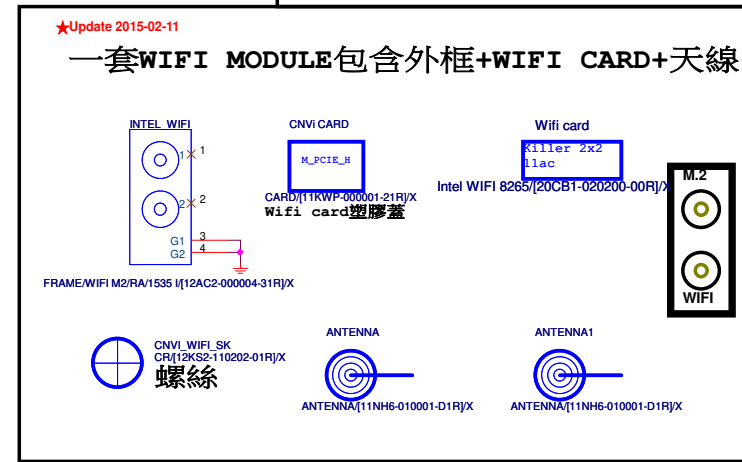 ★Update 2015-02-11
一套WIFI MODULE包含外框+WIFI CARD+天線
INTEL_WIFI
1
1
2
2
G1
3
G2
4
FRAME/WIFI M2/RA/1535 I/[12AC2-000004-31R]/X
CNVi CARD
M_PCIE_H
CARD/[11KWP-000001-21R]/X
Wifi card塑膠蓋
Wifi card
Killer 2x2
11ac
Intel WIFI 8265/[20CB1-020200-00R]/X
M.2
WIFI
CNVI_WIFI_SK
CR/[12KS2-110202-01R]/X
螺絲
ANTENNA
ANTENNA/[11NH6-010001-D1R]/X
ANTENNA1
ANTENNA/[11NH6-010001-D1R]/X